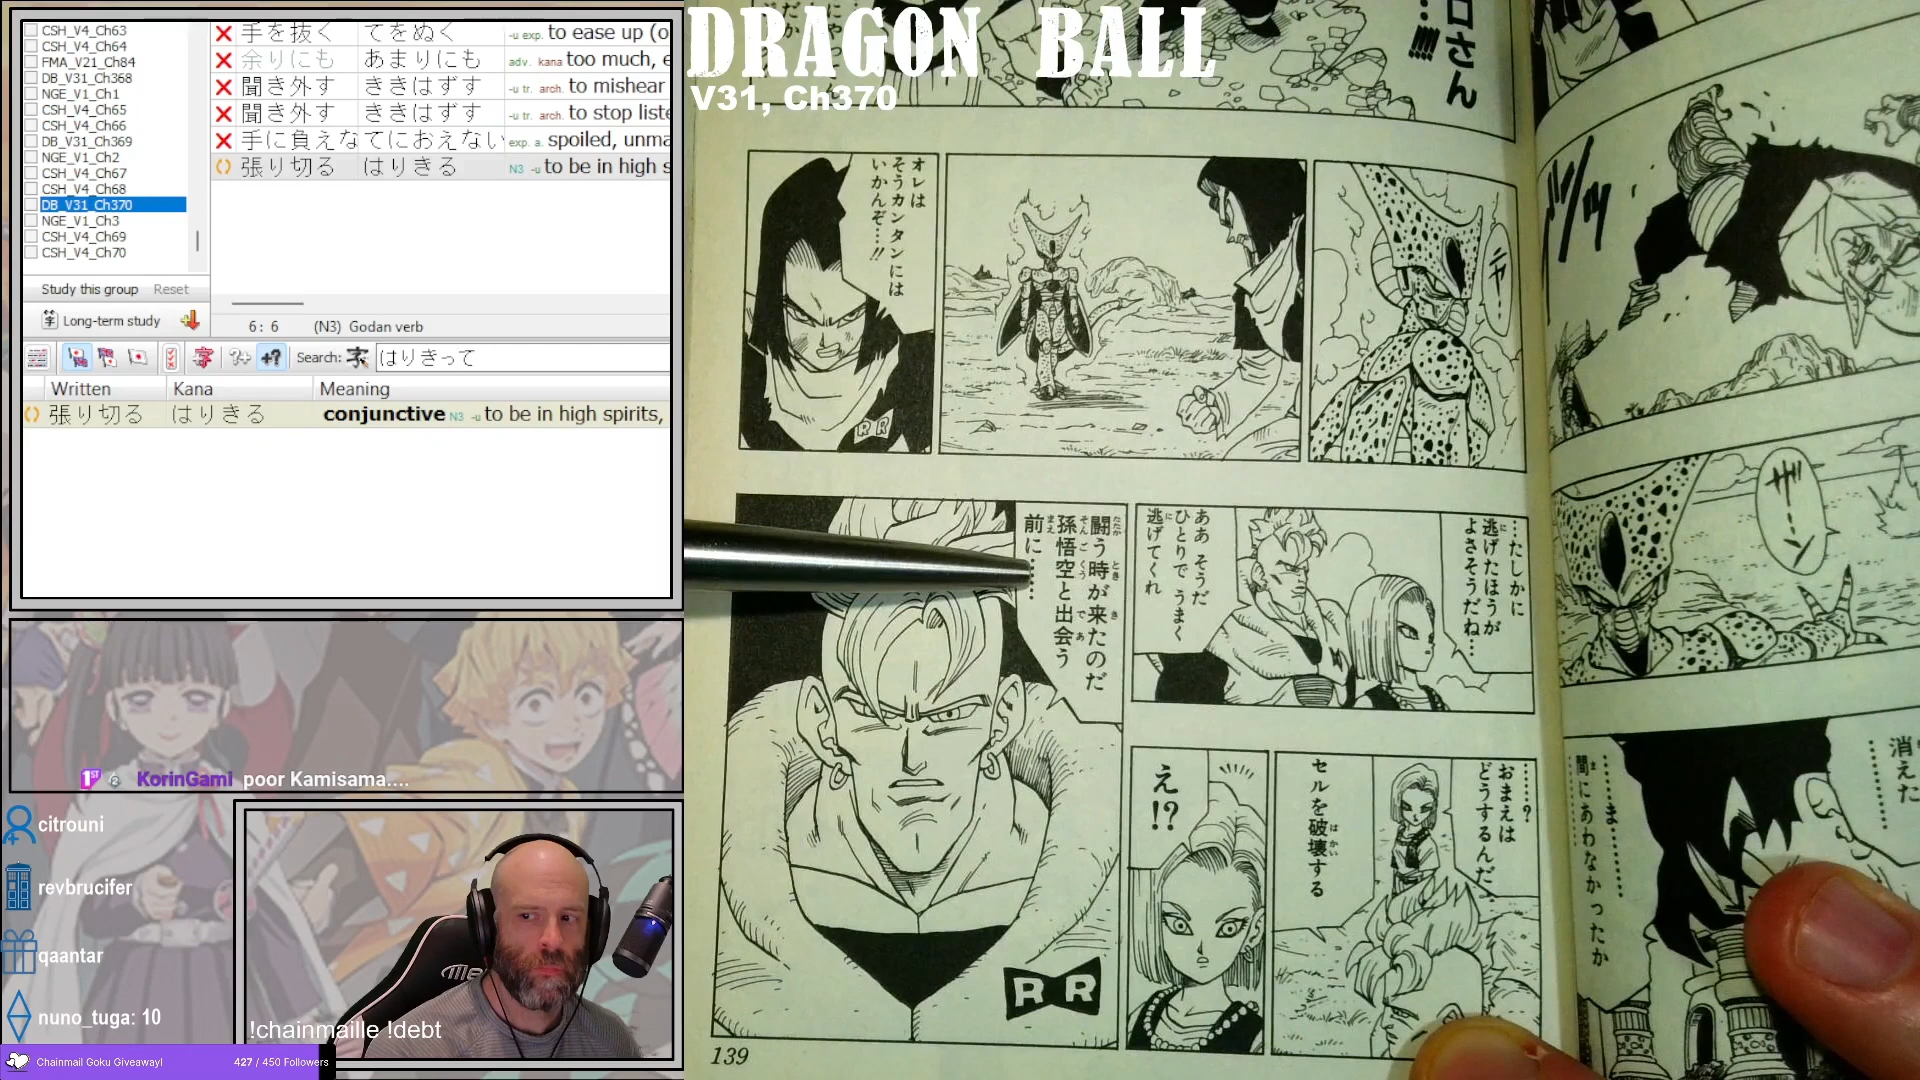 CSH_V4_Ch63
CSH_V4_Ch64
FMA_V21_Ch84
DB_V31_Ch368
NGE_V1_Ch1
CSH_V4_Ch65
CSH_V4_Ch66
DB_V31_Ch369
NGE_V1_Ch2
CSH_V4_Ch67
CSH_V4_Ch68
DB_V31_Ch370
NGE_V1_Ch3
CSH_V4_Ch69
CSH_V4_Ch70
Study this group Reset
Long-term study
手を抜く てをぬく -u exp. to ease up (o
余りにも あまりにも adv. kana too much, e
聞き外す ききはずす -u tr. arch. to mishear
聞き外す ききはずす -u tr. arch. to stop liste
手に負えな てにおえない exp. a. spoiled, unma
張り切る はりきる N3 -u to be in high s
6: 6 (N3) Godan verb
Search: はりきって
Written Kana Meaning
張り切る はりきる conjunctive N3 -u to be in high spirits,
KorinGami poor Kamisama....
citrouni
revbrucifer
qaantar
nuno_tuga: 10
!chainmaille !debt
Chainmail Goku Giveaway!
427 / 450 Followers
DRAGON BALL
V31, Ch370
ロさん
…!!!!
オレは
そうカンタンには
いかんぞ…!!
RR
…たしかに
逃げたほうが
よさそうだね…
ああ そうだ
ひとりで うまく
逃げてくれ
闘う時が来たのだ
孫悟空と出会う
前に……
……?
おまえは
どうするんだ
セルを破壊する
え!?
RR
139
ザ…ン
消えた
……
……ま……
間にあわなかったか